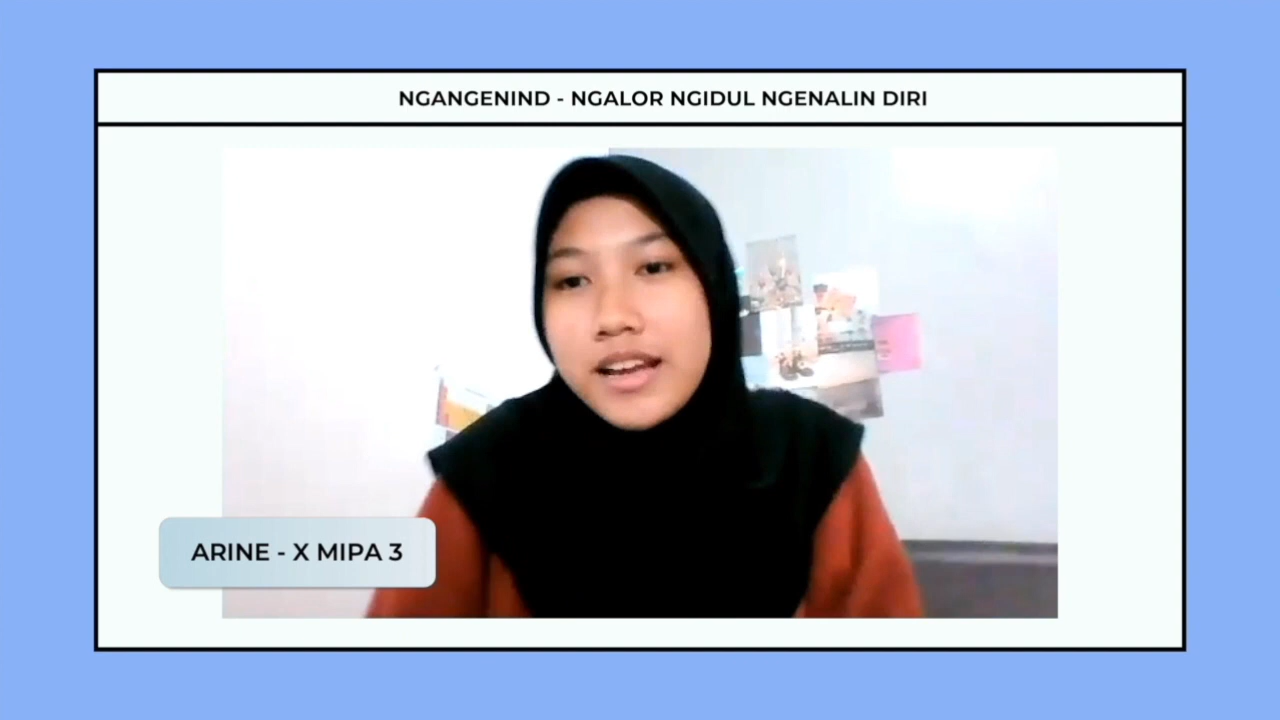 NGANGENIND - NGALOR NGIDUL NGENALIN DIRI
ARINE - X MIPA 3